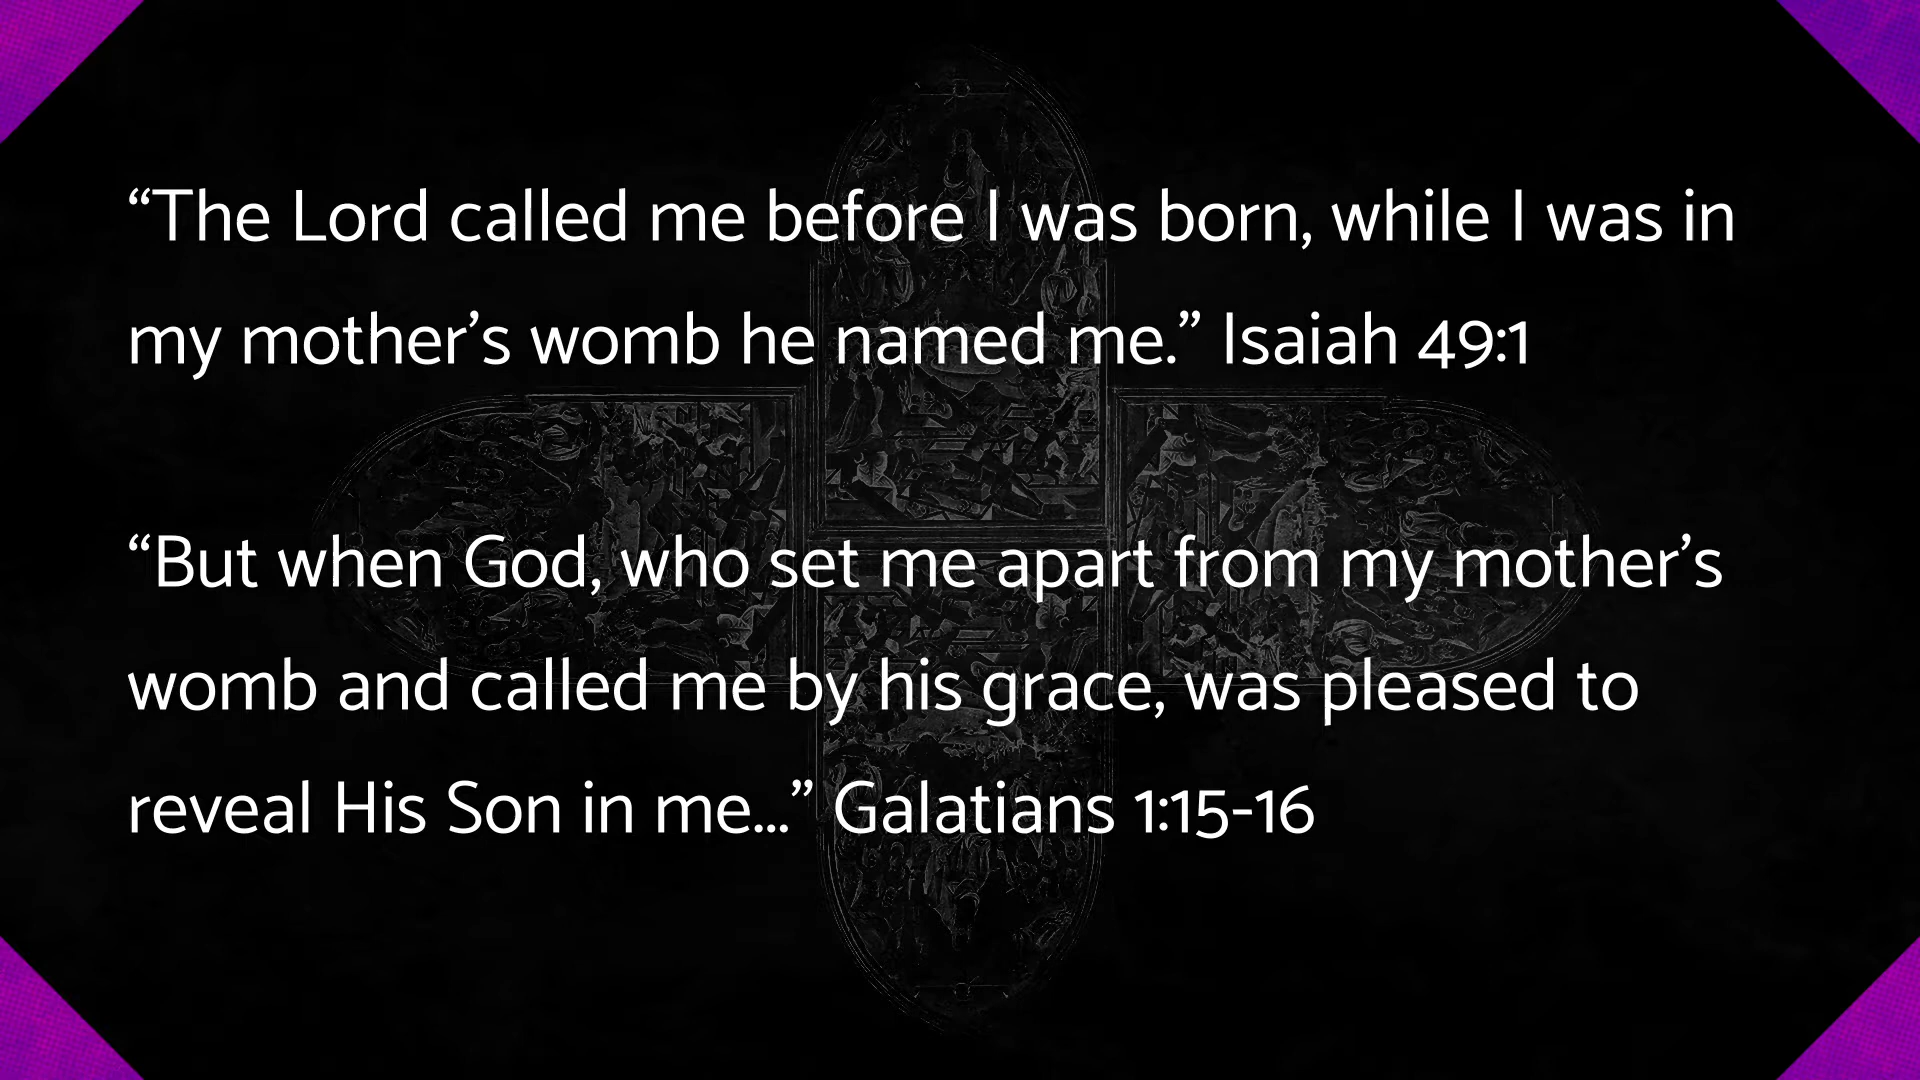 “The Lord called me before I was born, while I was in
my mother’s womb he named me.” Isaiah 49:1
“But when God, who set me apart from my mother’s
womb and called me by his grace, was pleased to
reveal His Son in me...” Galatians 1:15-16